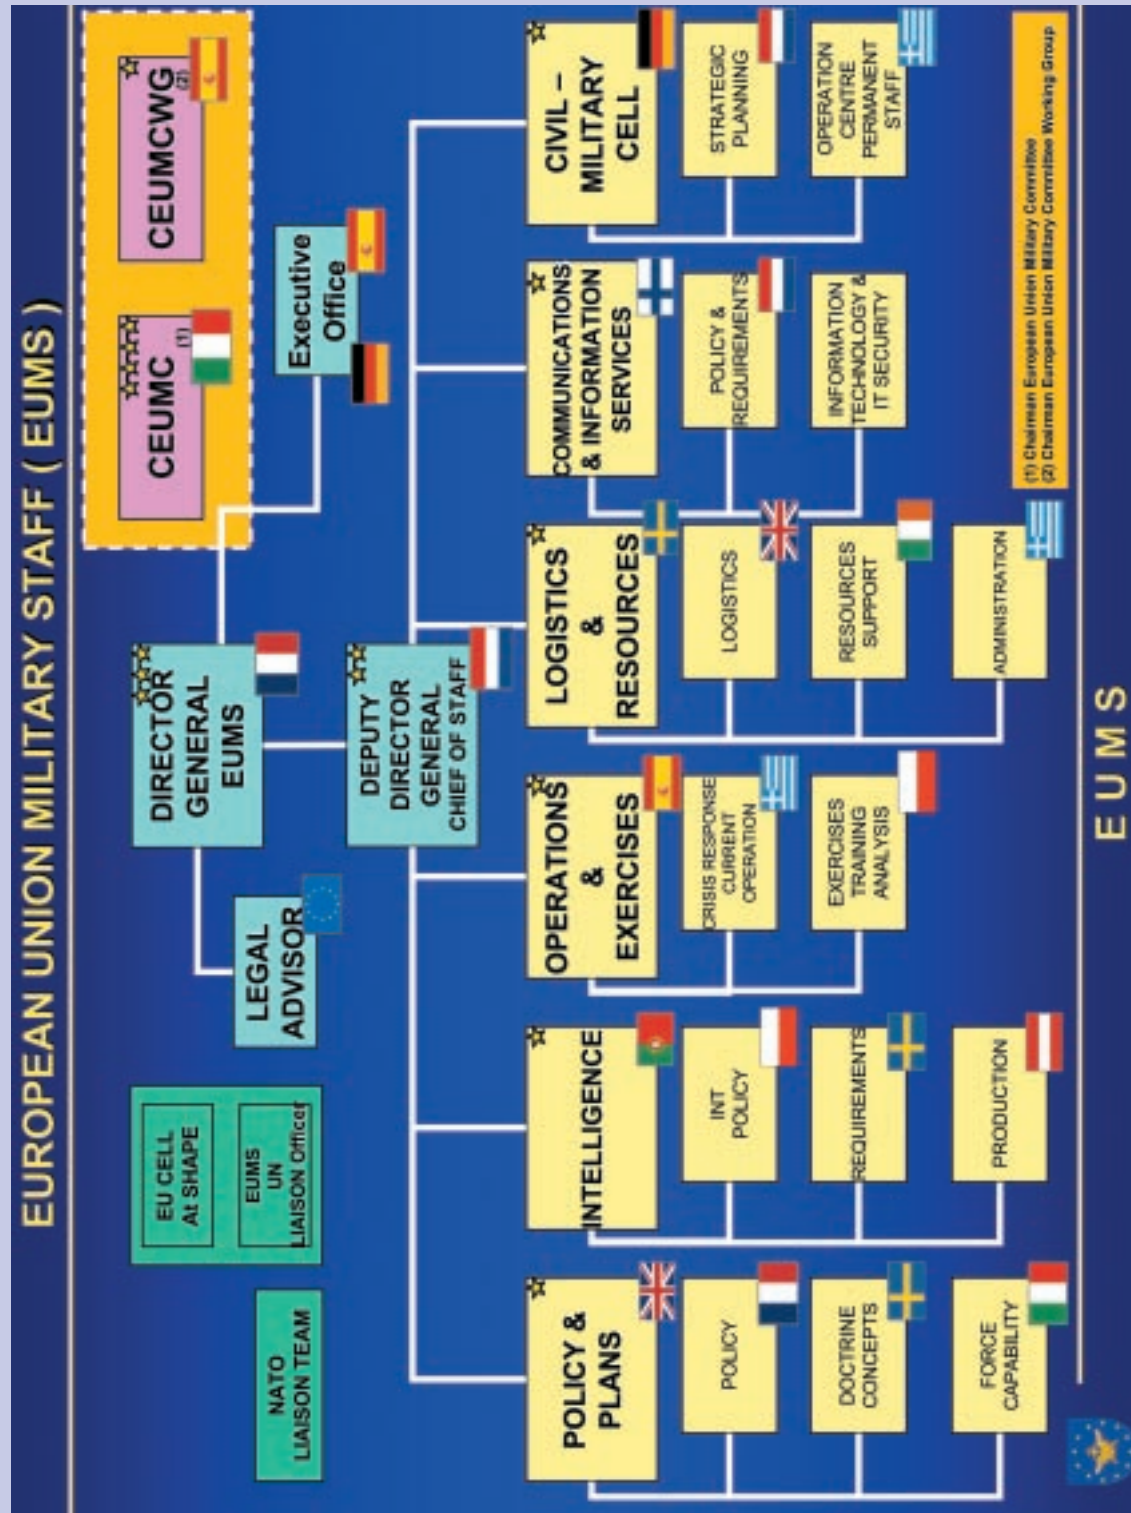 EUROPEAN UNION MILITARY STAFF ( EUMS )
NATO
LIAISON TEAM
EU CELL
At SHAPE
EUMS
UN
LIAISON Officer
LEGAL
ADVISOR
DIRECTOR
GENERAL
EUMS
DEPUTY
DIRECTOR
GENERAL
CHIEF OF STAFF
CEUMC
(1)
CEUMCWG
(2)
Executive
Office
POLICY &
PLANS
POLICY
DOCTRINE
CONCEPTS
FORCE
CAPABILITY
INTELLIGENCE
INT
POLICY
REQUIREMENTS
PRODUCTION
OPERATIONS
&
EXERCISES
CRISIS RESPONSE
CURRENT
OPERATION
EXERCISES
TRAINING
ANALYSIS
LOGISTICS
&
RESOURCES
LOGISTICS
RESOURCES
SUPPORT
ADMINISTRATION
COMMUNICATIONS
& INFORMATION
SERVICES
POLICY &
REQUIREMENTS
INFORMATION
TECHNOLOGY &
IT SECURITY
CIVIL –
MILITARY
CELL
STRATEGIC
PLANNING
OPERATION
CENTRE
PERMANENT
STAFF
(1) Chairman European Union Military Committee
(2) Chairman European Union Military Committee Working Group
E U M S